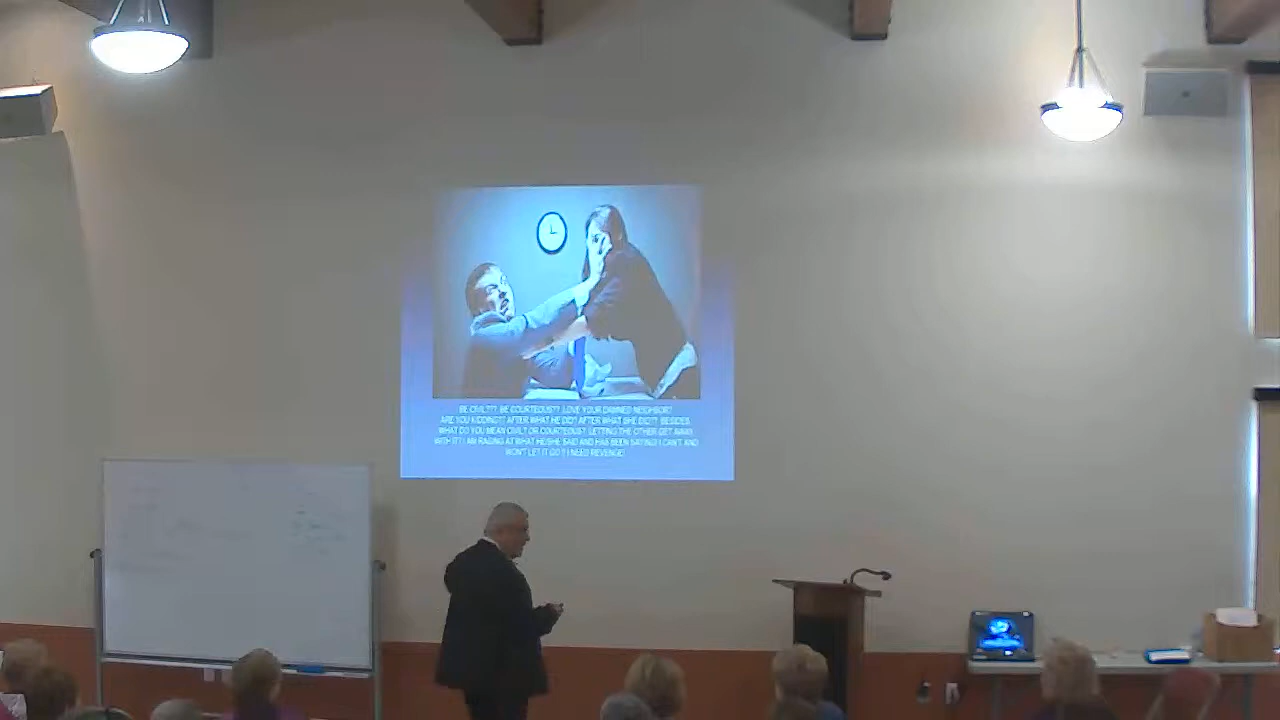 BE CIVIL??? BE COURTEOUS?? LOVE YOUR DAMNED NEIGHBOR?
ARE YOU KIDDING?? AFTER WHAT HE DID? AFTER WHAT SHE DID?? BESIDES,
WHAT DO YOU MEAN CIVIL? OR COURTEOUS? LETTING THE OTHER GET AWAY
WITH IT? I AM RAGING AT WHAT HE/SHE SAID AND HAS BEEN SAYING! I CAN'T AND
WON'T LET IT GO!! I NEED REVENGE!